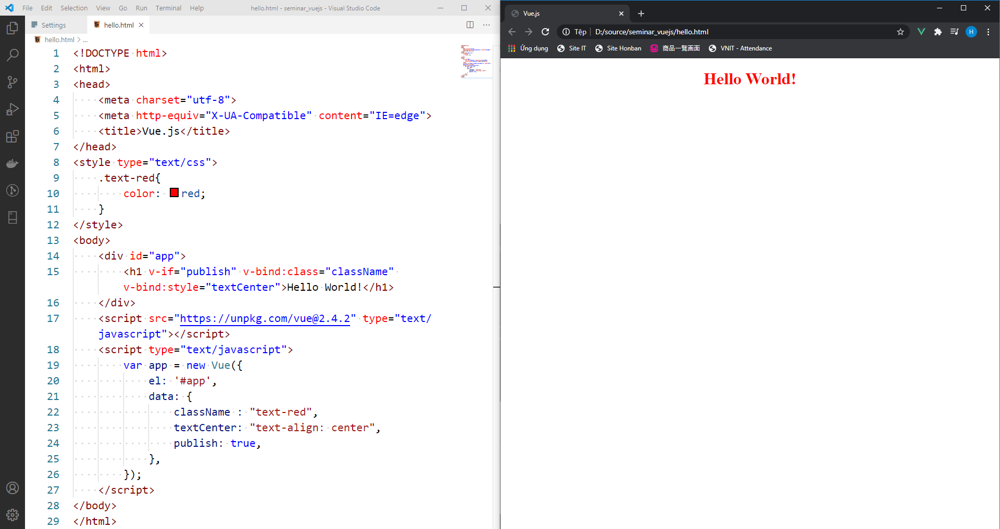 File Edit Selection View Go Run Terminal Help hello.html - seminar_vuejs - Visual Studio Code
Settings hello.html
hello.html > ...
1 <!DOCTYPE html>
2 <html>
3 <head>
4 <meta charset="utf-8">
5 <meta http-equiv="X-UA-Compatible" content="IE=edge">
6 <title>Vue.js</title>
7 </head>
8 <style type="text/css">
9 .text-red{
10 color: red;
11 }
12 </style>
13 <body>
14 <div id="app">
15 <h1 v-if="publish" v-bind:class="className"
v-bind:style="textCenter">Hello World!</h1>
16 </div>
17 <script src="https://unpkg.com/vue@2.4.2" type="text/
javascript"></script>
18 <script type="text/javascript">
19 var app = new Vue({
20 el: '#app',
21 data: {
22 className : "text-red",
23 textCenter: "text-align: center",
24 publish: true,
25 },
26 });
27 </script>
28 </body>
29 </html>
Vue.js
Tệp D:/source/seminar_vuejs/hello.html H
Ứng dụng Site IT Site Honban 商品一覧画面 VNIT - Attendance
Hello World!